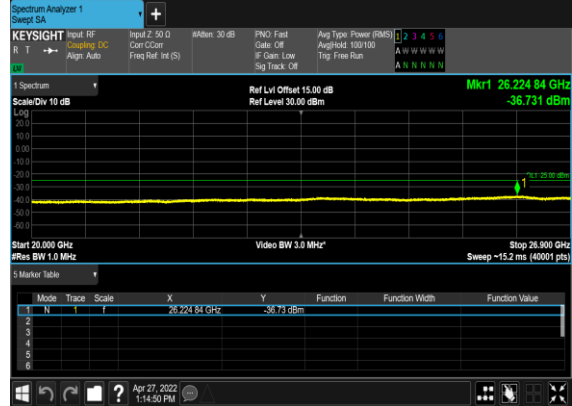 Spectrum Analyzer 1
Swept SA
+
KEYSIGHT Input: RF Input Z: 50 Ω #Atten: 30 dB PNO: Fast Avg Type: Power (RMS) 1 2 3 4 5 6
R T Coupling: DC Corr CCorr Gate: Off Avg|Hold: 100/100 A W W W W W
Align: Auto Freq Ref: Int (S) IF Gain: Low Trig: Free Run
Sig Track: Off A N N N N N
1 Spectrum Ref Lvl Offset 15.00 dB Mkr1 26.224 84 GHz
Scale/Div 10 dB Ref Level 30.00 dBm -36.731 dBm
Log
20.0
10.0
0.00
-10.0
-20.0
DL1 -25.00 dBm
-30.0
1
-40.0
-50.0
-60.0
Start 20.000 GHz Video BW 3.0 MHz* Stop 26.900 GHz
#Res BW 1.0 MHz Sweep ~15.2 ms (40001 pts)
5 Marker Table
Mode Trace Scale X Y Function Function Width Function Value
1 N 1 f 26.224 84 GHz -36.73 dBm
2
3
4
5
6
? Apr 27, 2022
1:14:50 PM